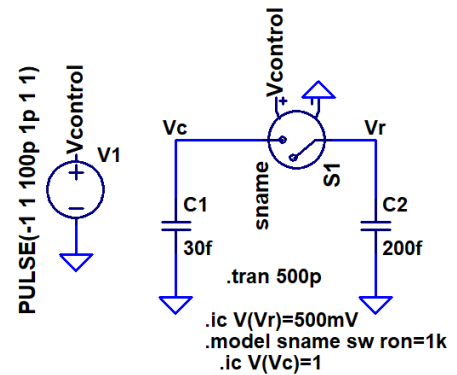 PULSE(-1 1 100p 1p 1 1)
Vcontrol
V1
Vcontrol
Vc
Vr
sname
S1
C1
30f
C2
200f
.tran 500p
.ic V(Vr)=500mV
.model sname sw ron=1k
.ic V(Vc)=1